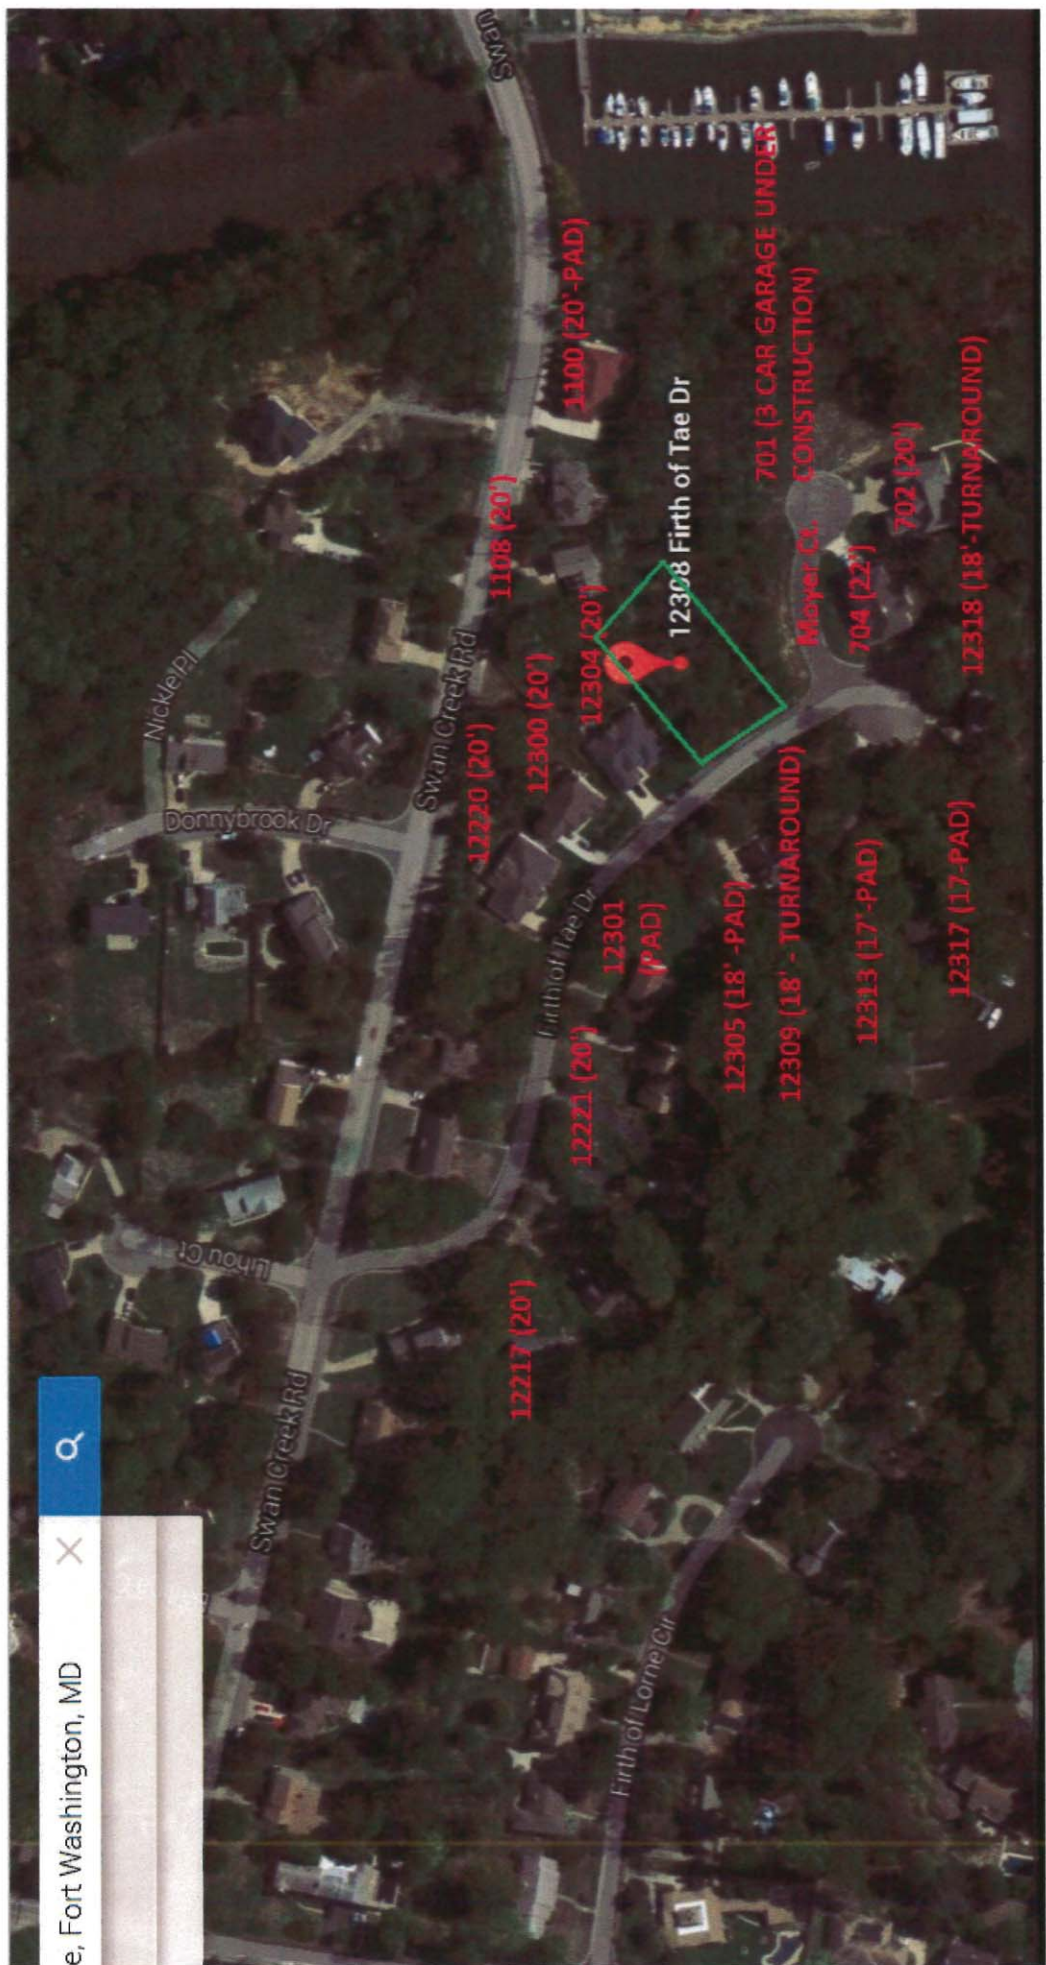 e, Fort Washington, MD
Swan
Nickle Pl
Donnybrook Dr
Swan Creek Rd
Lihou Ct
Swan Creek Rd
Firth of Tae Dr
Firth of Lorne Cir
1100 (20'-PAD)
1108 (20')
12220 (20')
12300 (20')
12304 (20')
12308 Firth of Tae Dr
701 (3 CAR GARAGE UNDER
CONSTRUCTION)
Moyer Ct.
702 (20')
704 (22')
12318 (18'-TURNAROUND)
12301
(PAD)
12305 (18' -PAD)
12309 (18' - TURNAROUND)
12313 (17'-PAD)
12317 (17-PAD)
12221 (20')
12217 (20')